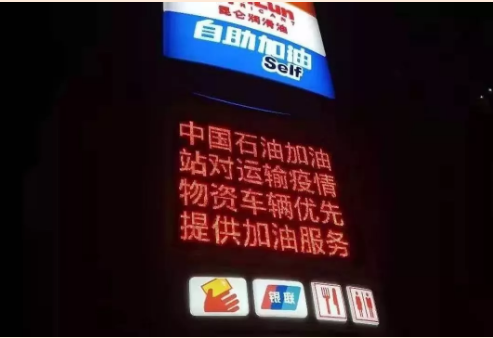 昆仑润滑油
自助加油
Self
中国石油加油
站对运输疫情
物资车辆优先
提供加油服务
银联